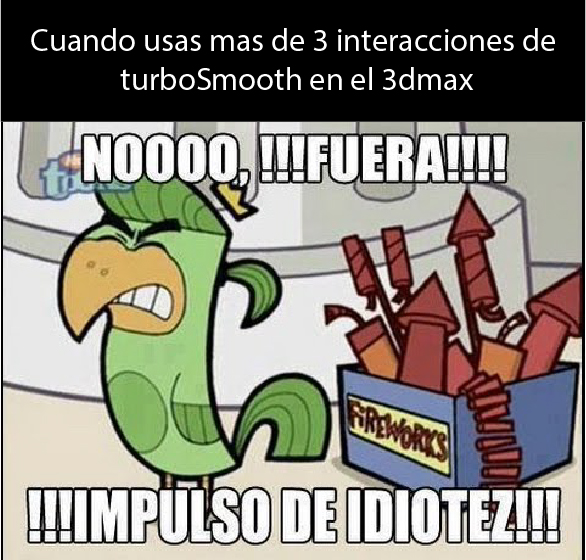 Cuando usas mas de 3 interacciones de
turboSmooth en el 3dmax
NOOOO, !!!FUERA!!!!
FIREWORKS
!!!!IMPULSO DE IDIOTEZ!!!